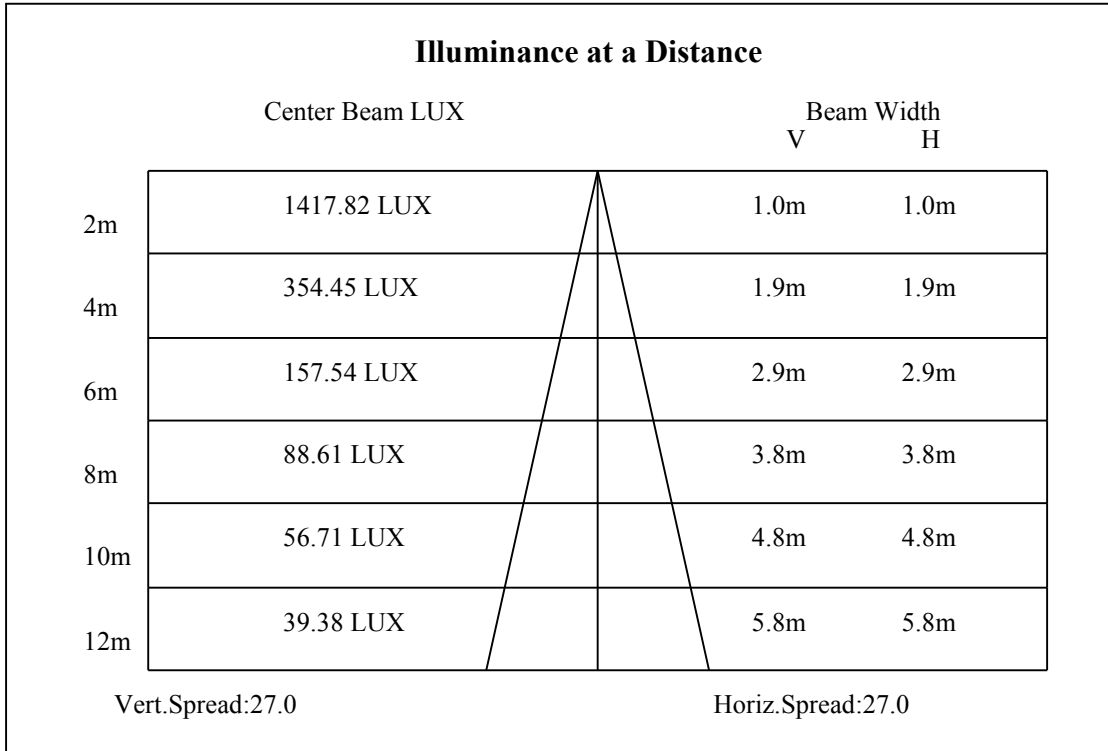 Illuminance at a Distance
Center Beam LUX Beam Width
V H
2m 1417.82 LUX 1.0m 1.0m
4m 354.45 LUX 1.9m 1.9m
6m 157.54 LUX 2.9m 2.9m
8m 88.61 LUX 3.8m 3.8m
10m 56.71 LUX 4.8m 4.8m
12m 39.38 LUX 5.8m 5.8m
Vert.Spread:27.0 Horiz.Spread:27.0